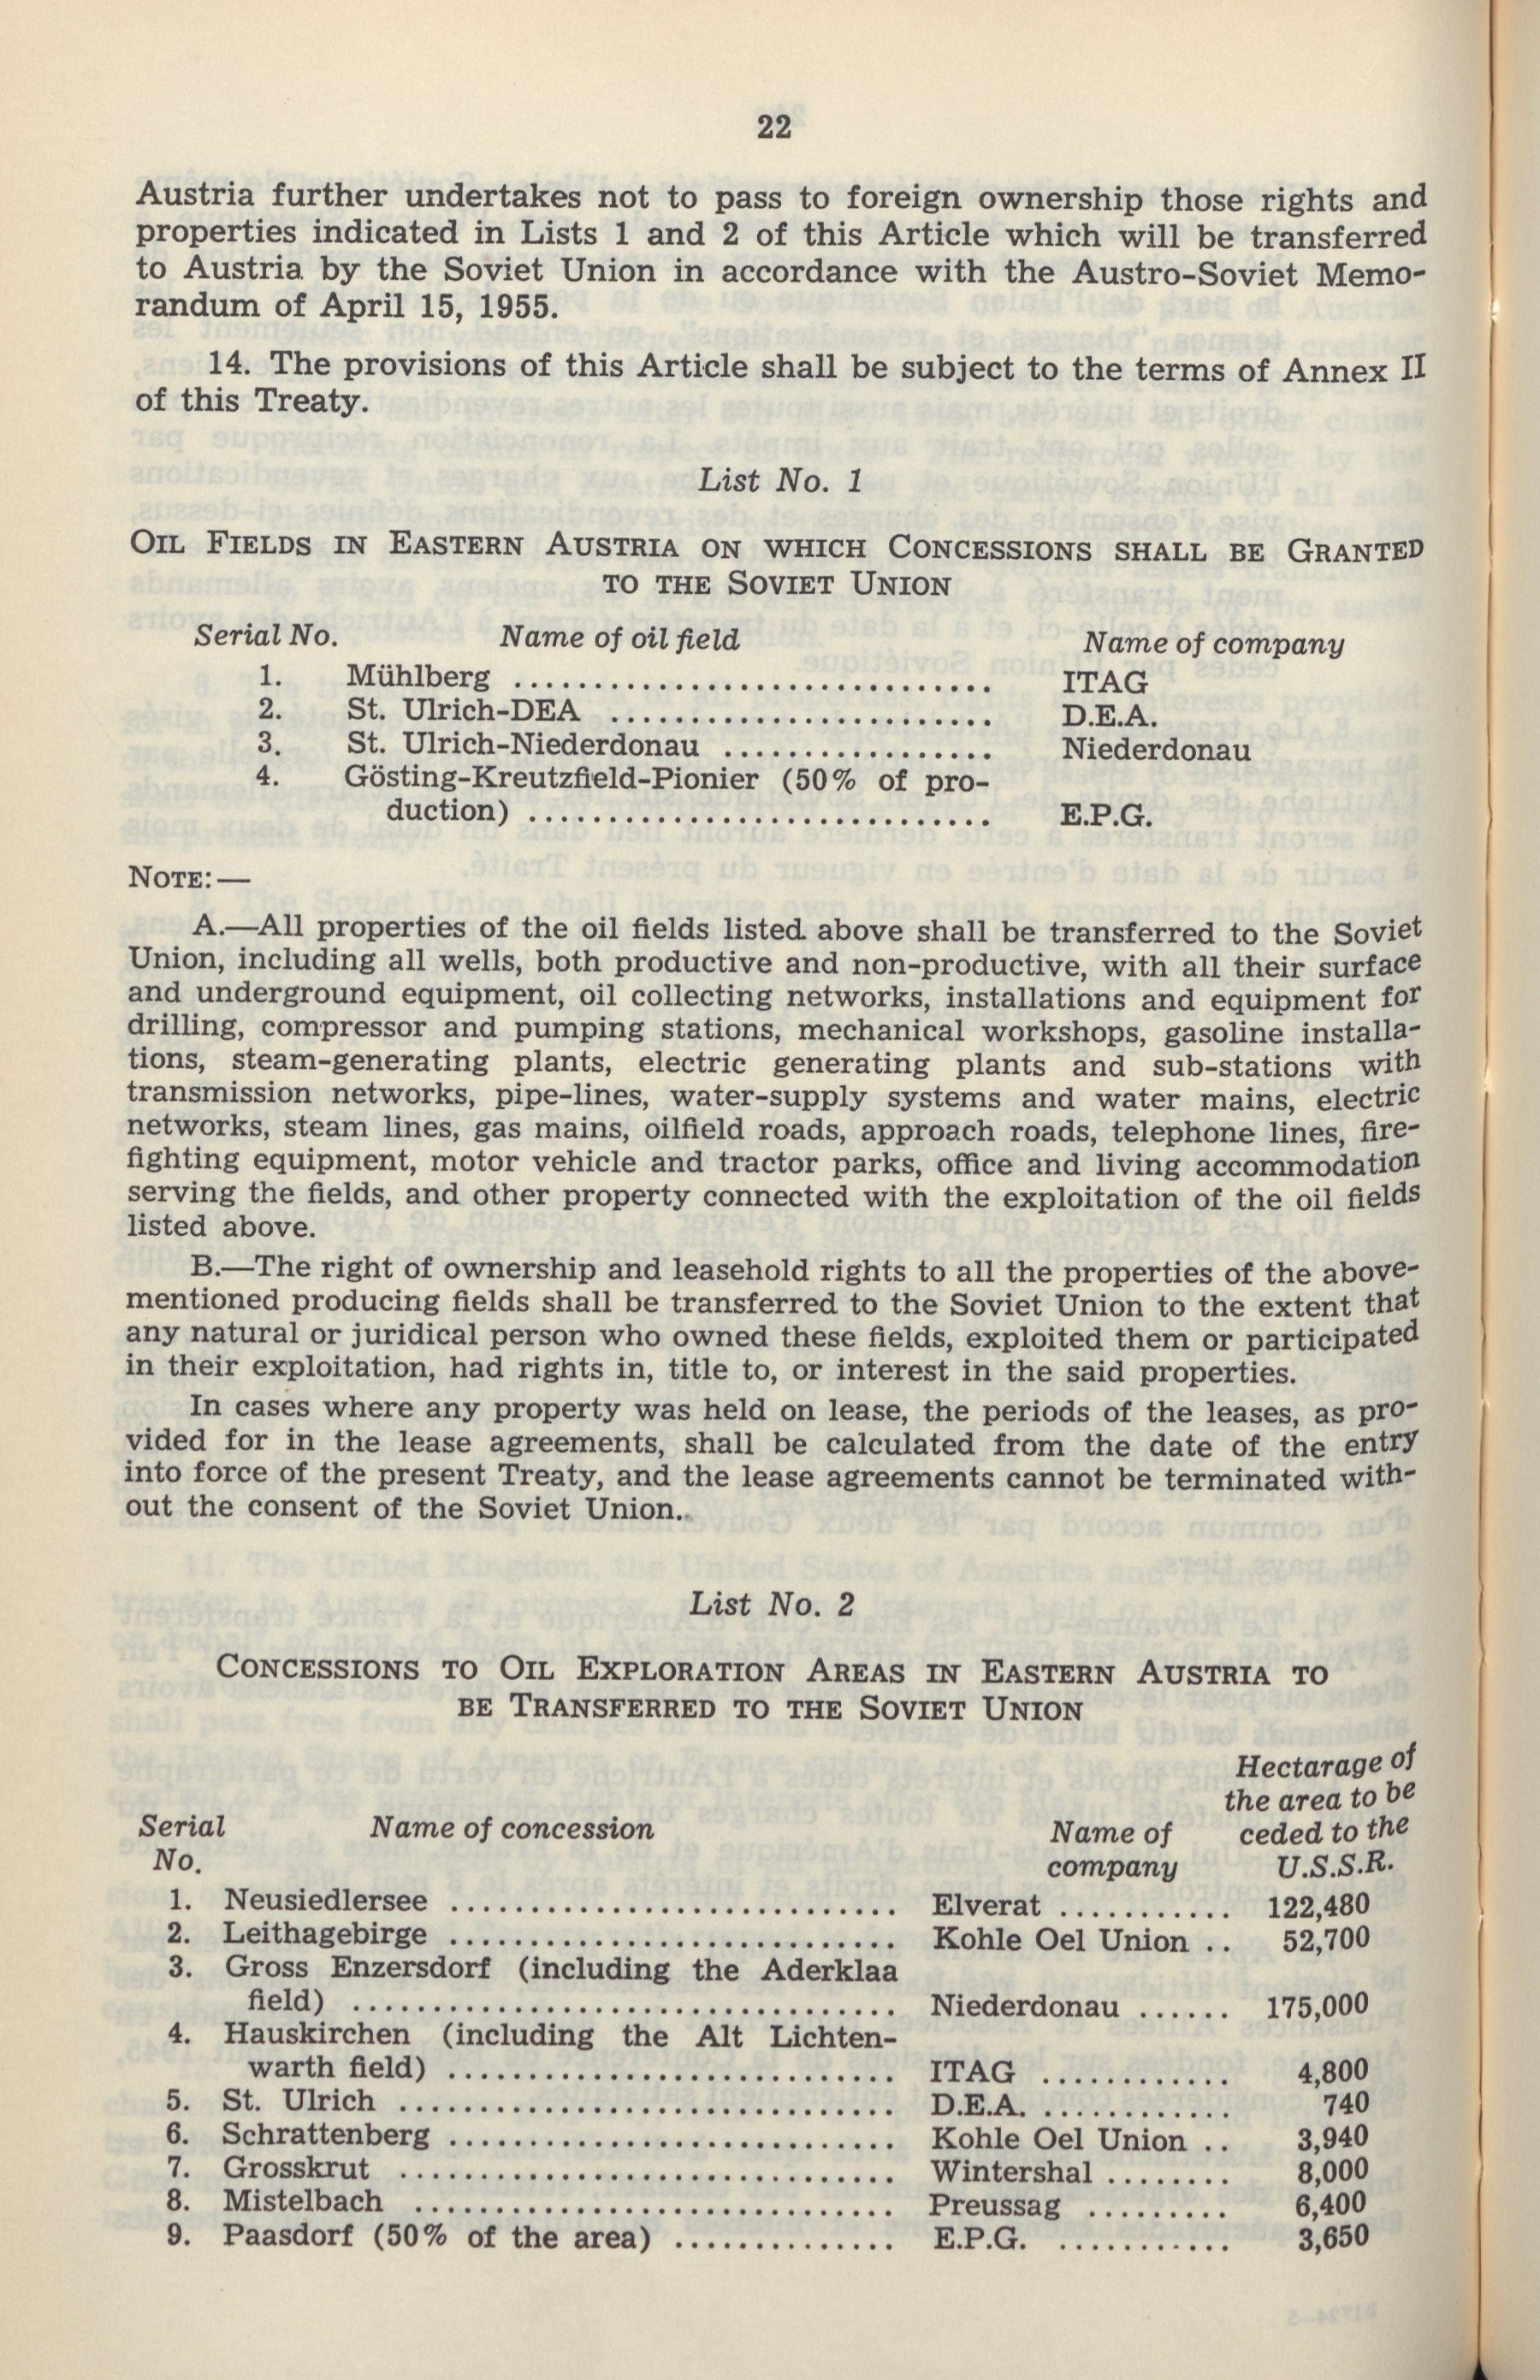 22
Austria further undertakes not to pass to foreign ownership those rights and
properties indicated in Lists 1 and 2 of this Article which will be transferred
to Austria by the Soviet Union in accordance with the Austro-Soviet Memo-
randum of April 15, 1955.
14. The provisions of this Article shall be subject to the terms of Annex II
of this Treaty.
List No. 1
OIL FIELDS IN EASTERN AUSTRIA ON WHICH CONCESSIONS SHALL BE GRANTED
TO THE SOVIET UNION
Serial No. Name of oil field Name of company
1. Mühlberg .............................. ITAG
2. St. Ulrich-DEA ........................ D.E.A.
3. St. Ulrich-Niederdonau ................. Niederdonau
4. Gösting-Kreutzfield-Pionier (50% of pro-
duction) ............................. E.P.G.
NOTE:—
A.—All properties of the oil fields listed above shall be transferred to the Soviet
Union, including all wells, both productive and non-productive, with all their surface
and underground equipment, oil collecting networks, installations and equipment for
drilling, compressor and pumping stations, mechanical workshops, gasoline installa-
tions, steam-generating plants, electric generating plants and sub-stations with
transmission networks, pipe-lines, water-supply systems and water mains, electric
networks, steam lines, gas mains, oilfield roads, approach roads, telephone lines, fire-
fighting equipment, motor vehicle and tractor parks, office and living accommodation
serving the fields, and other property connected with the exploitation of the oil fields
listed above.
B.—The right of ownership and leasehold rights to all the properties of the above-
mentioned producing fields shall be transferred to the Soviet Union to the extent that
any natural or juridical person who owned these fields, exploited them or participated
in their exploitation, had rights in, title to, or interest in the said properties.
In cases where any property was held on lease, the periods of the leases, as pro-
vided for in the lease agreements, shall be calculated from the date of the entry
into force of the present Treaty, and the lease agreements cannot be terminated with-
out the consent of the Soviet Union.
List No. 2
CONCESSIONS TO OIL EXPLORATION AREAS IN EASTERN AUSTRIA TO
BE TRANSFERRED TO THE SOVIET UNION
Hectarage of
the area to be
Serial Name of concession Name of ceded to the
No. company U.S.S.R.
1. Neusiedlersee ............................ Elverat ........... 122,480
2. Leithagebirge ............................ Kohle Oel Union .. 52,700
3. Gross Enzersdorf (including the Aderklaa
field) .................................. Niederdonau ...... 175,000
4. Hauskirchen (including the Alt Lichten-
warth field) ............................ ITAG ............ 4,800
5. St. Ulrich ............................... D.E.A. ............ 740
6. Schrattenberg ............................ Kohle Oel Union .. 3,940
7. Grosskrut ............................... Wintershal ........ 8,000
8. Mistelbach .............................. Preussag ......... 6,400
9. Paasdorf (50% of the area) .............. E.P.G. ........... 3,650